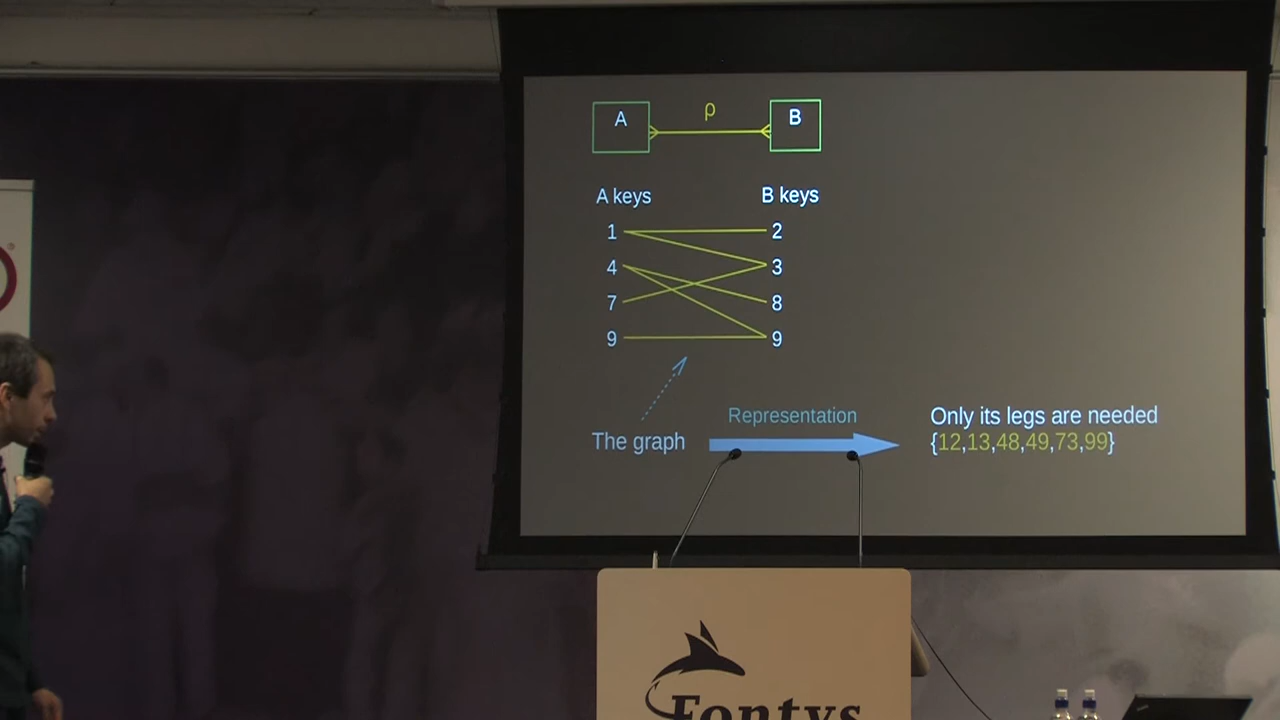 A ρ B
A keys B keys
1 2
4 3
7 8
9 9
Representation
The graph
Only its legs are needed
{12,13,48,49,73,99}
Fontys
®